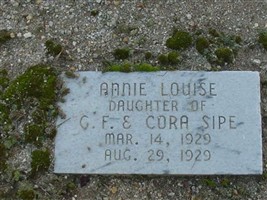 ANNIE LOUISE
DAUGHTER OF
G. F. & CORA SIPE
MAR. 14, 1929
AUG. 29, 1929